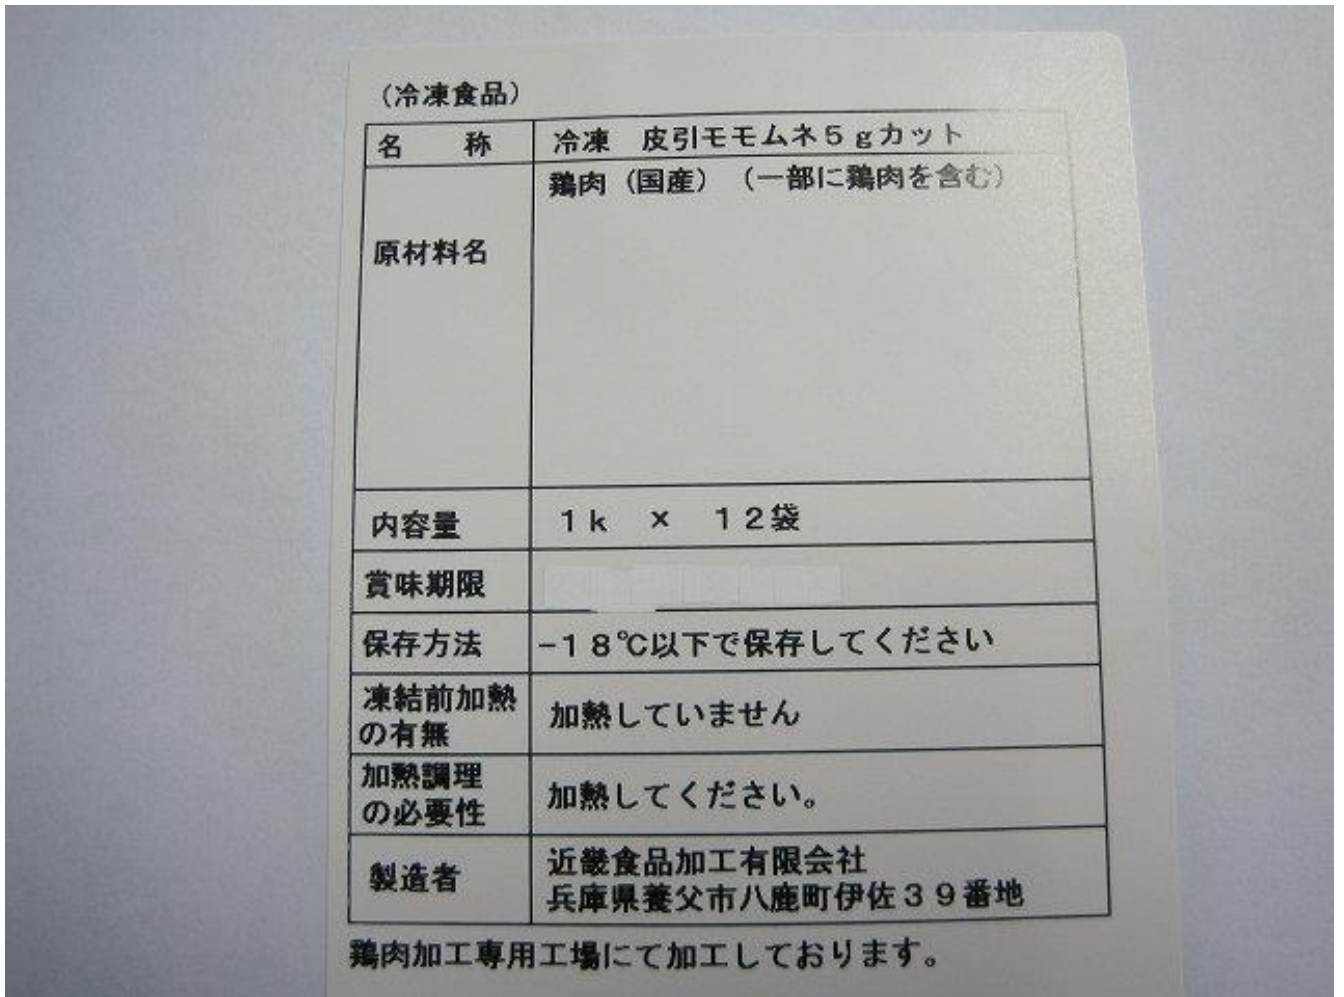 （冷凍食品）
名　称　冷凍　皮引モモムネ５ｇカット
原材料名　鶏肉（国産）（一部に鶏肉を含む）
内容量　１ｋ　×　１２袋
賞味期限
保存方法　−１８℃以下で保存してください
凍結前加熱
の有無　加熱していません
加熱調理
の必要性　加熱してください。
製造者　近畿食品加工有限会社
兵庫県養父市八鹿町伊佐３９番地
鶏肉加工専用工場にて加工しております。